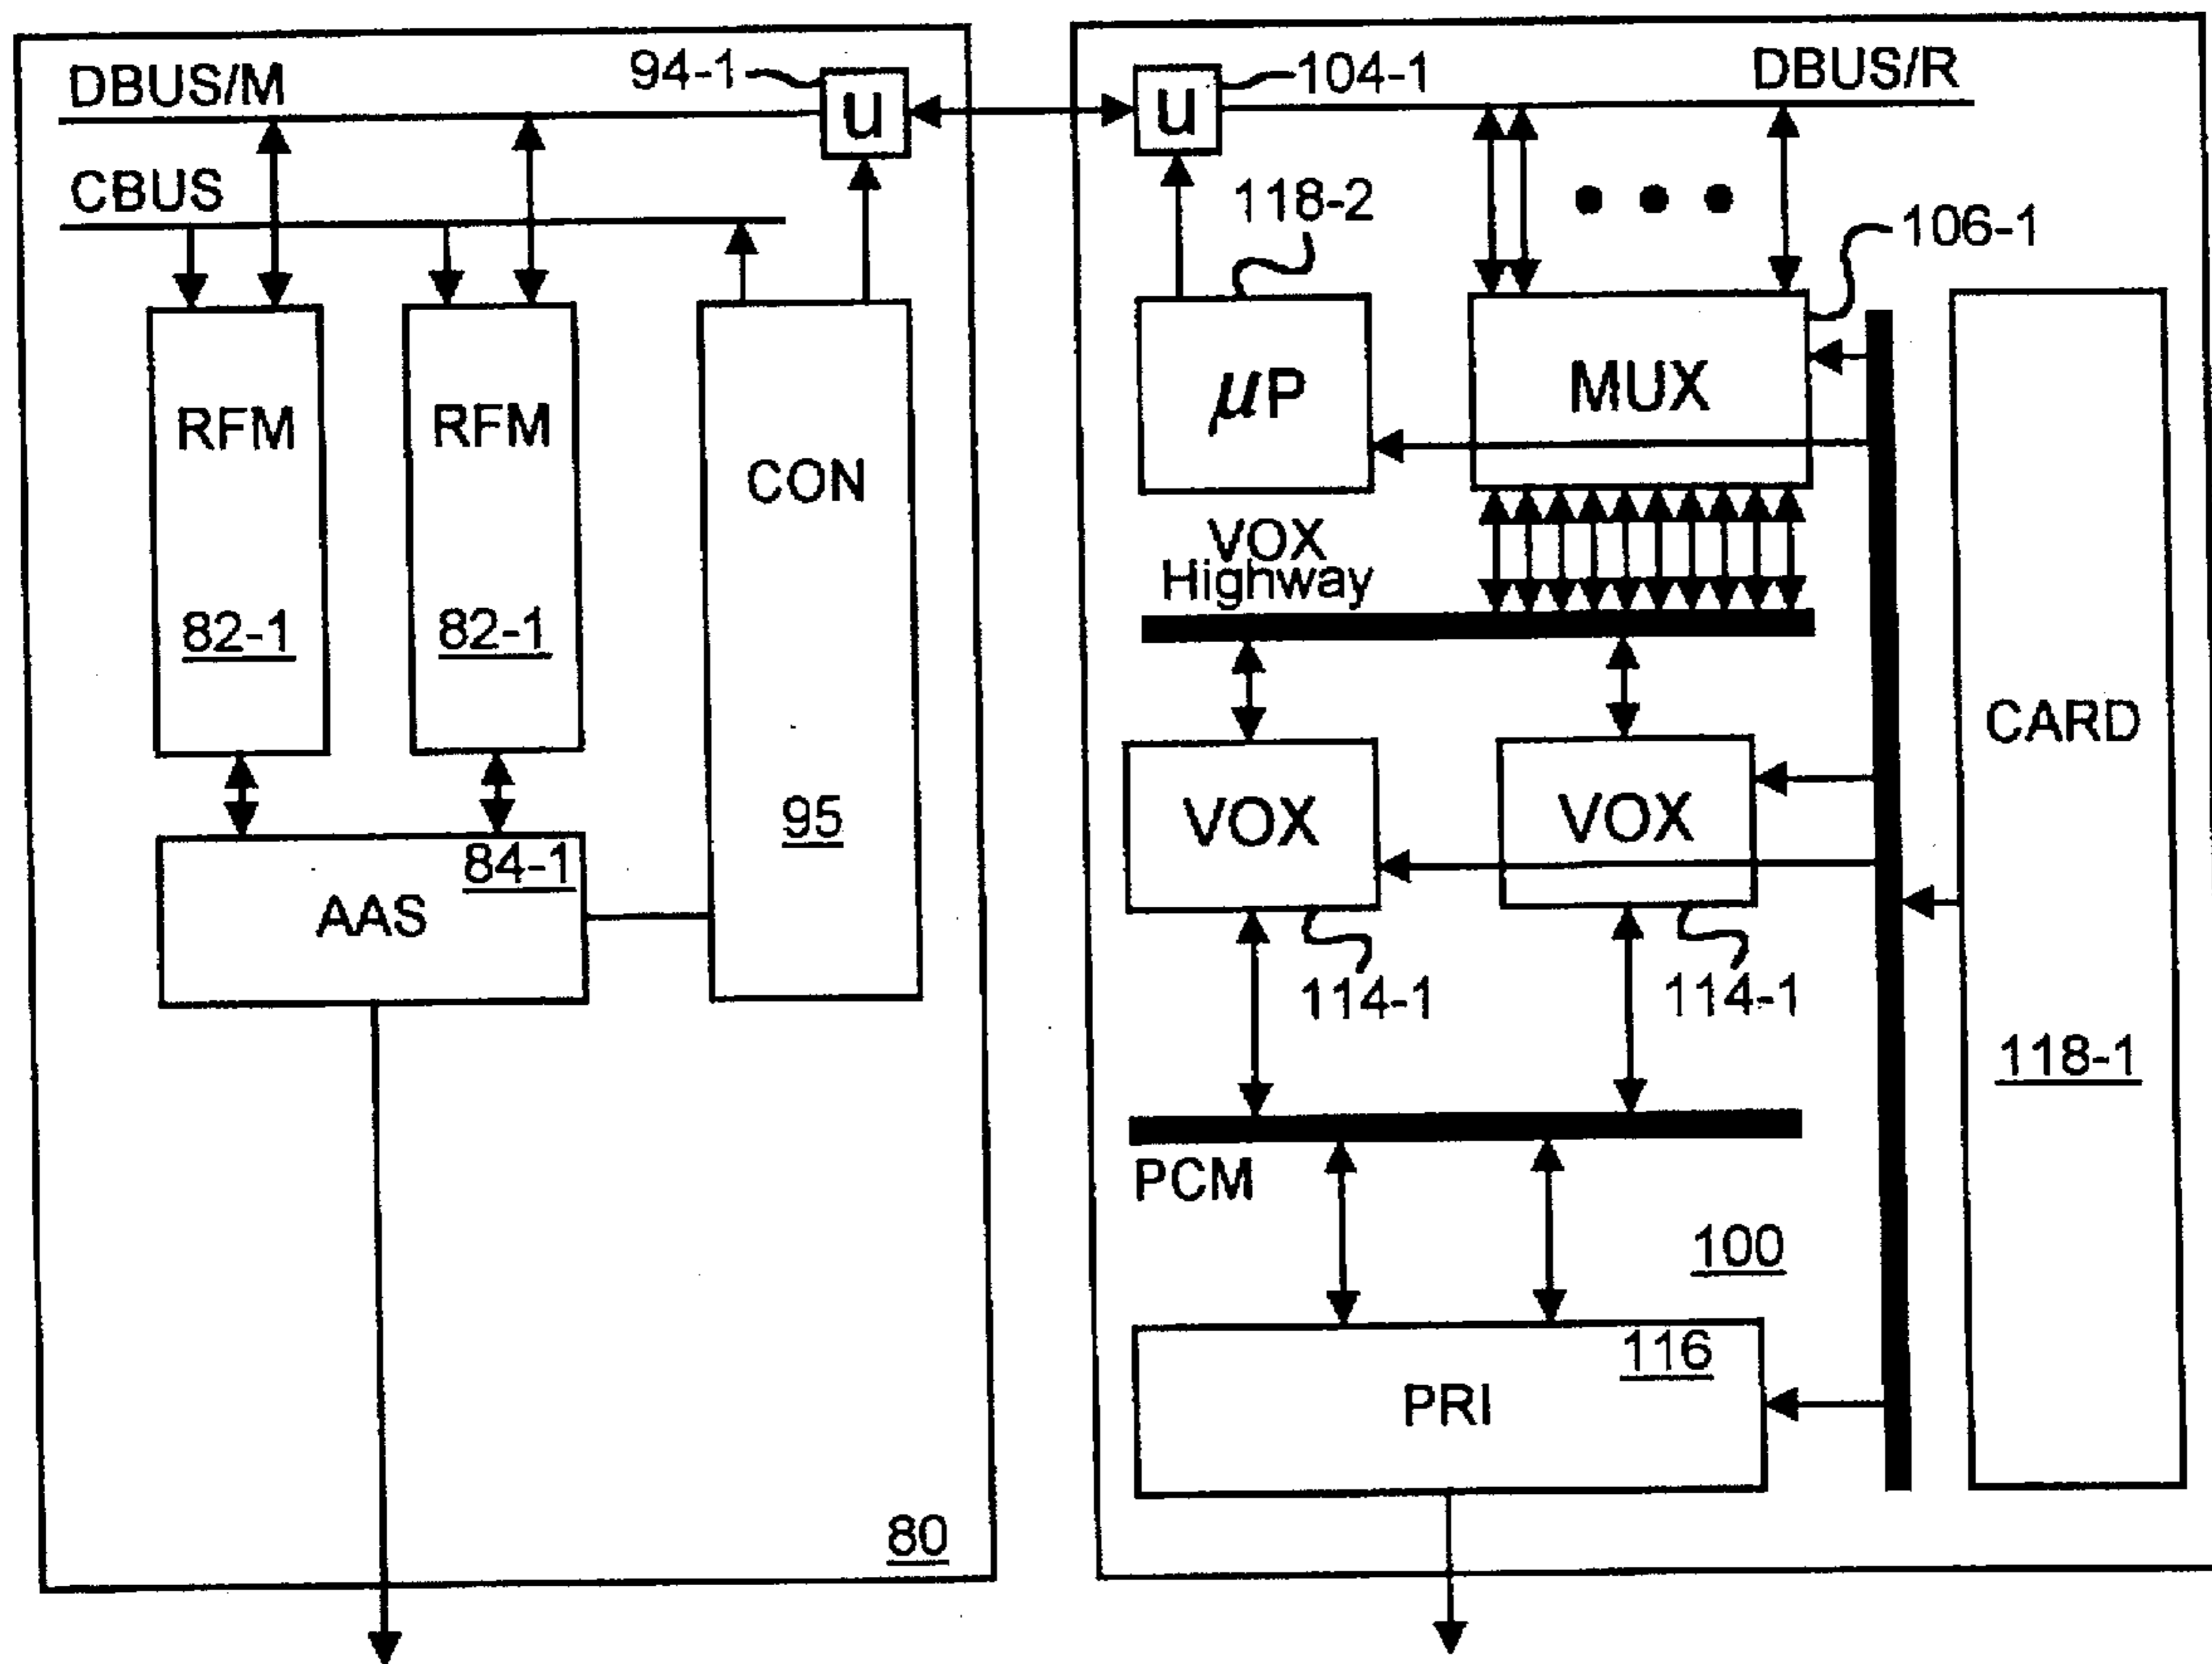 DBUS/M
94-1
u
CBUS
RFM
82-1
RFM
82-1
CON
95
84-1
AAS
80
u
104-1
DBUS/R
118-2
106-1
μP
MUX
VOX
Highway
VOX
VOX
114-1
114-1
CARD
118-1
PCM
100
116
PRI